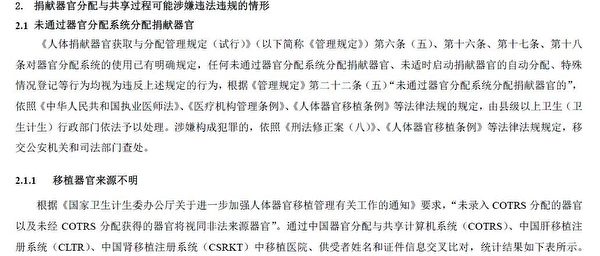 2. 捐献器官分配与共享过程可能涉嫌违法违规的情形
2.1 未通过器官分配系统分配捐献器官
《人体捐献器官获取与分配管理规定（试行）》（以下简称《管理规定》）第六条（五）、第十六条、第十七条、第十八
条对器官分配系统的使用已有明确规定，任何未通过器官分配系统分配捐献器官、未适时启动捐献器官的自动分配、特殊
情况登记等行为均视为违反上述规定的行为，根据《管理规定》第二十二条（五）“未通过器官分配系统分配捐献器官的”，
依照《中华人民共和国执业医师法》、《医疗机构管理条例》、《人体器官移植条例》等法律法规的规定，由县级以上卫生（卫
生计生）行政部门依法予以处理。涉嫌构成犯罪的，依照《刑法修正案（八）》、《人体器官移植条例》等法律法规规定，移
交公安机关和司法部门查处。
2.1.1 移植器官来源不明
根据《国家卫生计生委办公厅关于进一步加强人体器官移植管理有关工作的通知》要求，“未录入 COTRS 分配的器官
以及未经 COTRS 分配获得的器官将视同非法来源器官”。通过中国器官分配与共享计算机系统（COTRS）、中国肝移植注
册系统（CLTR）、中国肾移植注册系统（CSRKT）中移植医院、供受者姓名和证件信息交叉比对，统计结果如下表所示。